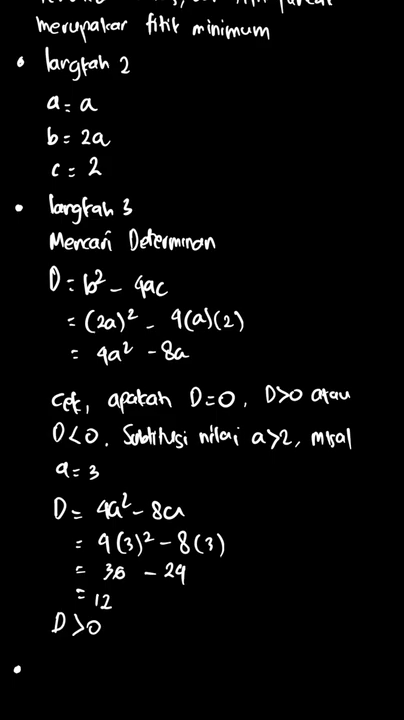 merupakan titik minimum
• langkah 2
a = a
b = 2a
c = 2
• langkah 3
Mencari Determinan
D = b² - 4ac
= (2a)² - 4(a)(2)
= 4a² - 8a
Cek, apakah D=0, D>0 atau
D<0. Subtitusi nilai a>2, misal
a = 3
D = 4a² - 8a
= 4(3)² - 8(3)
= 36 - 24
= 12
D>0
•